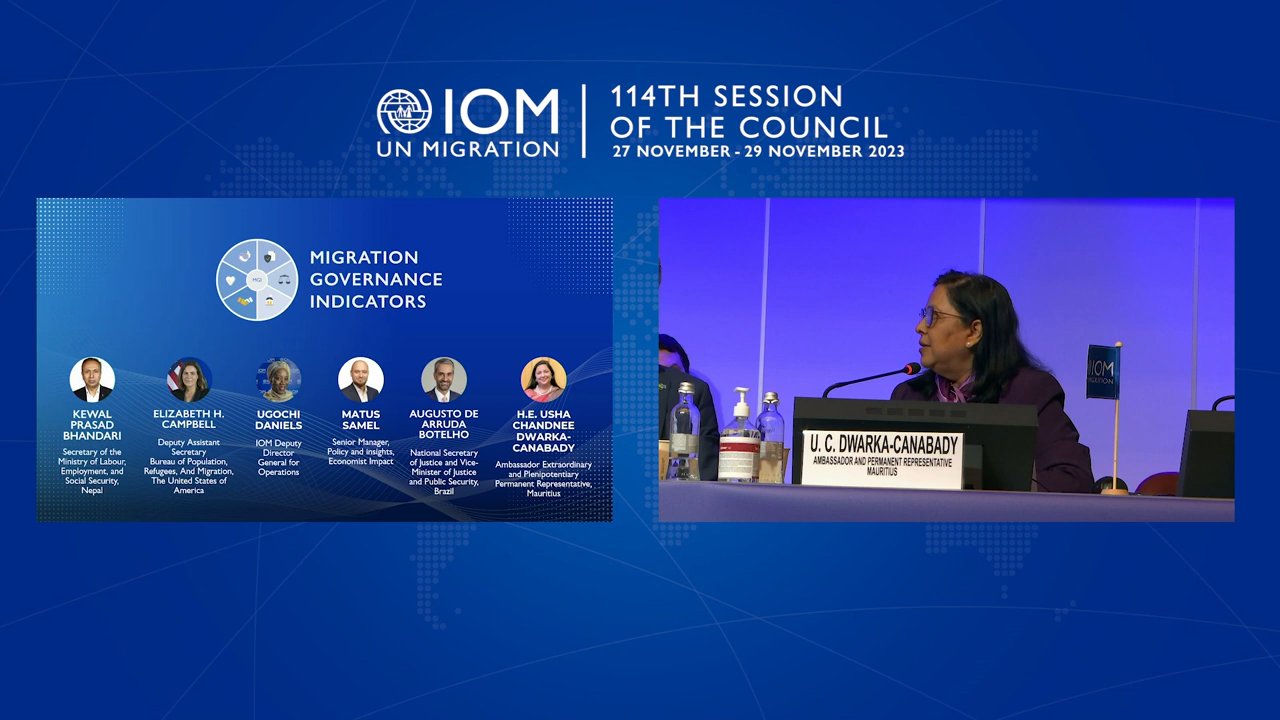 IOM
UN MIGRATION
114TH SESSION
OF THE COUNCIL
27 NOVEMBER - 29 NOVEMBER 2023
MGI
MIGRATION
GOVERNANCE
INDICATORS
KEWAL
PRASAD
BHANDARI
Secretary of the
Ministry of Labour,
Employment, and
Social Security,
Nepal
ELIZABETH H.
CAMPBELL
Deputy Assistant
Secretary
Bureau of Population,
Refugees, And Migration,
The United States of
America
UGOCHI
DANIELS
IOM Deputy
Director
General for
Operations
MATUS
SAMEL
Senior Manager,
Policy and insights,
Economist Impact
AUGUSTO DE
ARRUDA
BOTELHO
National Secretary
of Justice and Vice-
Minister of Justice
and Public Security,
Brazil
H.E. USHA
CHANDNEE
DWARKA-
CANABADY
Ambassador Extraordinary
and Plenipotentiary
Permanent Representative,
Mauritius
U. C. DWARKA-CANABADY
AMBASSADOR AND PERMANENT REPRESENTATIVE
MAURITIUS
IOM
MIGRATION